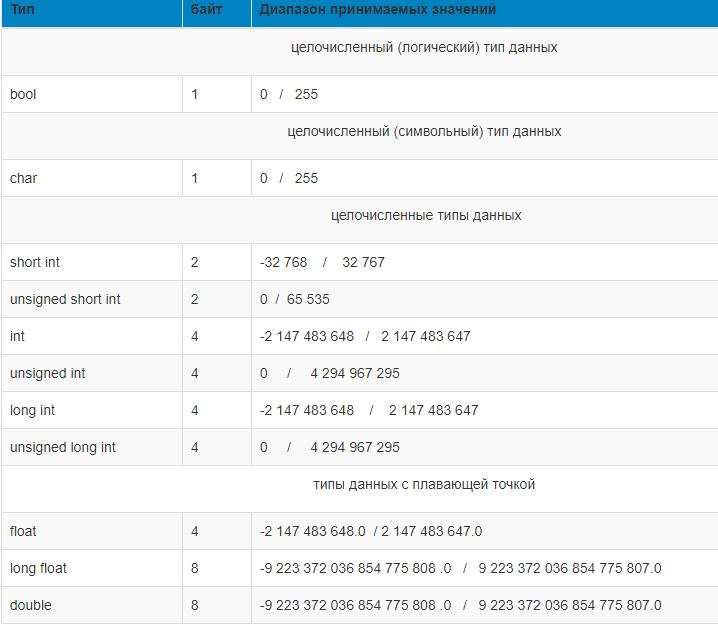 Тип байт Диапазон принимаемых значений
целочисленный (логический) тип данных
bool 1 0 / 255
целочисленный (символьный) тип данных
char 1 0 / 255
целочисленные типы данных
short int 2 -32 768 / 32 767
unsigned short int 2 0 / 65 535
int 4 -2 147 483 648 / 2 147 483 647
unsigned int 4 0 / 4 294 967 295
long int 4 -2 147 483 648 / 2 147 483 647
unsigned long int 4 0 / 4 294 967 295
типы данных с плавающей точкой
float 4 -2 147 483 648.0 / 2 147 483 647.0
long float 8 -9 223 372 036 854 775 808 .0 / 9 223 372 036 854 775 807.0
double 8 -9 223 372 036 854 775 808 .0 / 9 223 372 036 854 775 807.0